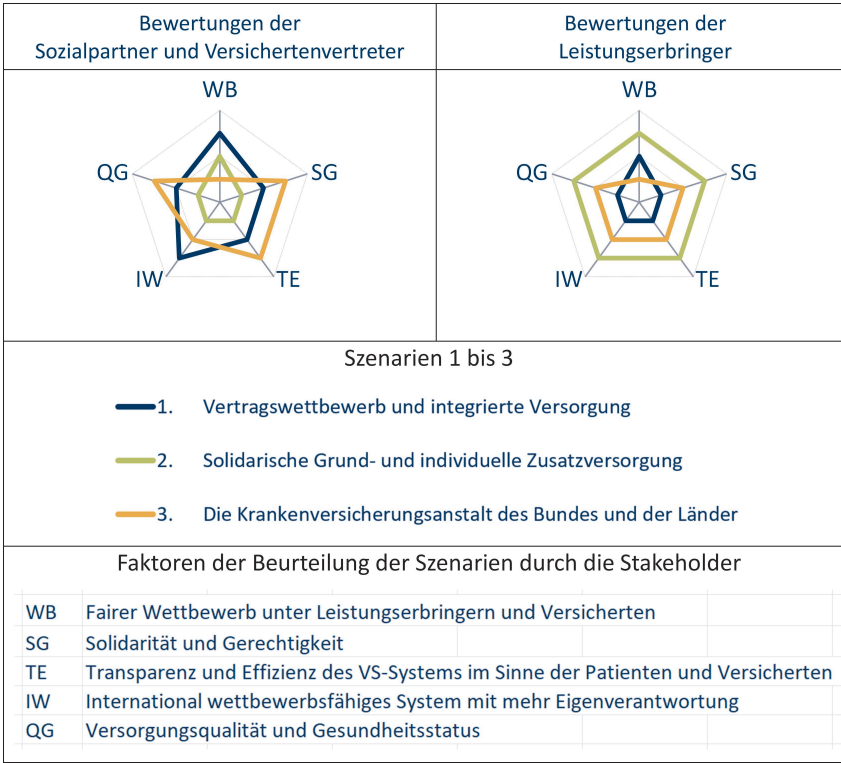 Bewertungen der
Sozialpartner und Versichertenvertreter
Bewertungen der
Leistungserbringer
WB
QG
SG
IW
TE
WB
QG
SG
IW
TE
Szenarien 1 bis 3
1. Vertragswettbewerb und integrierte Versorgung
2. Solidarische Grund- und individuelle Zusatzversorgung
3. Die Krankenversicherungsanstalt des Bundes und der Länder
Faktoren der Beurteilung der Szenarien durch die Stakeholder
WB Fairer Wettbewerb unter Leistungserbringern und Versicherten
SG Solidarität und Gerechtigkeit
TE Transparenz und Effizienz des VS-Systems im Sinne der Patienten und Versicherten
IW International wettbewerbsfähiges System mit mehr Eigenverantwortung
QG Versorgungsqualität und Gesundheitsstatus